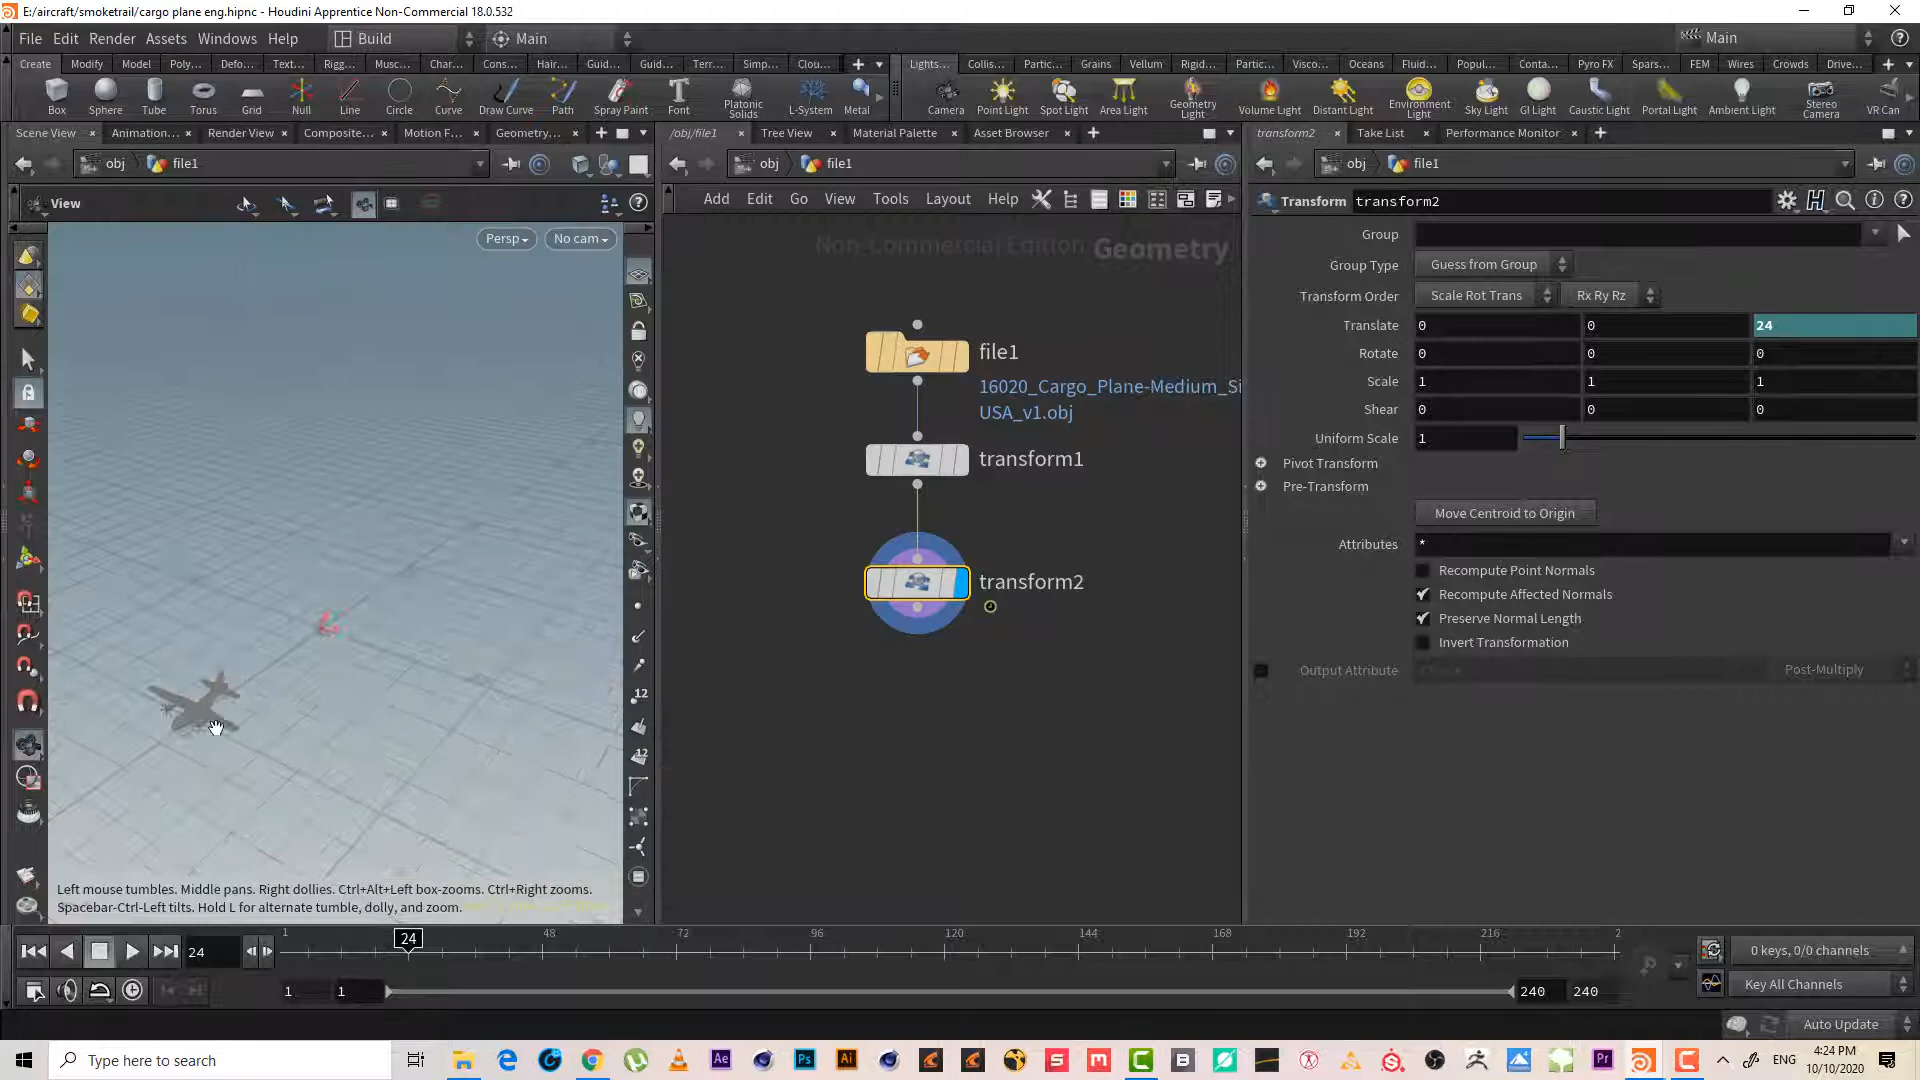 E:/aircraft/smoketrail/cargo plane eng.hipnc - Houdini Apprentice Non-Commercial 18.0.532
File Edit Render Assets Windows Help Build Main Main
Create Modify Model Poly... Defo... Text... Rigg... Musc... Char... Cons... Hair... Guid... Guid... Terr... Simp... Clou... Lights... Collis... Partic... Grains Vellum Rigid... Partic... Visco... Oceans Fluid... Popul... Conta... Pyro FX Spars... FEM Wires Crowds Drive...
Box Sphere Tube Torus Grid Null Line Circle Curve Draw Curve Path Spray Paint Font Platonic Solids L-System Metal Camera Point Light Spot Light Area Light Geometry Light Volume Light Distant Light Environment Light Sky Light GI Light Caustic Light Portal Light Ambient Light Stereo Camera VR Can
Scene View Animation... Render View Composite... Motion F... Geometry... /obj/file1 Tree View Material Palette Asset Browser transform2 Take List Performance Monitor
obj file1 obj file1 obj file1
View Add Edit Go View Tools Layout Help Transform transform2
Persp No cam
Non-Commercial Edition Geometry
Group
Group Type Guess from Group
Transform Order Scale Rot Trans Rx Ry Rz
Translate 0 0 24
Rotate 0 0 0
Scale 1 1 1
Shear 0 0 0
Uniform Scale 1
Pivot Transform
Pre-Transform
Move Centroid to Origin
Attributes *
Recompute Point Normals
Recompute Affected Normals
Preserve Normal Length
Invert Transformation
Output Attribute Post-Multiply
file1
16020_Cargo_Plane-Medium_Si
USA_v1.obj
transform1
transform2
12
12
Left mouse tumbles. Middle pans. Right dollies. Ctrl+Alt+Left box-zooms. Ctrl+Right zooms.
Spacebar-Ctrl-Left tilts. Hold L for alternate tumble, dolly, and zoom.
24 1 24 48 72 96 120 144 168 192 216 2 0 keys, 0/0 channels
1 1 240 240 Key All Channels
Auto Update
Type here to search
ENG 4:24 PM
10/10/2020